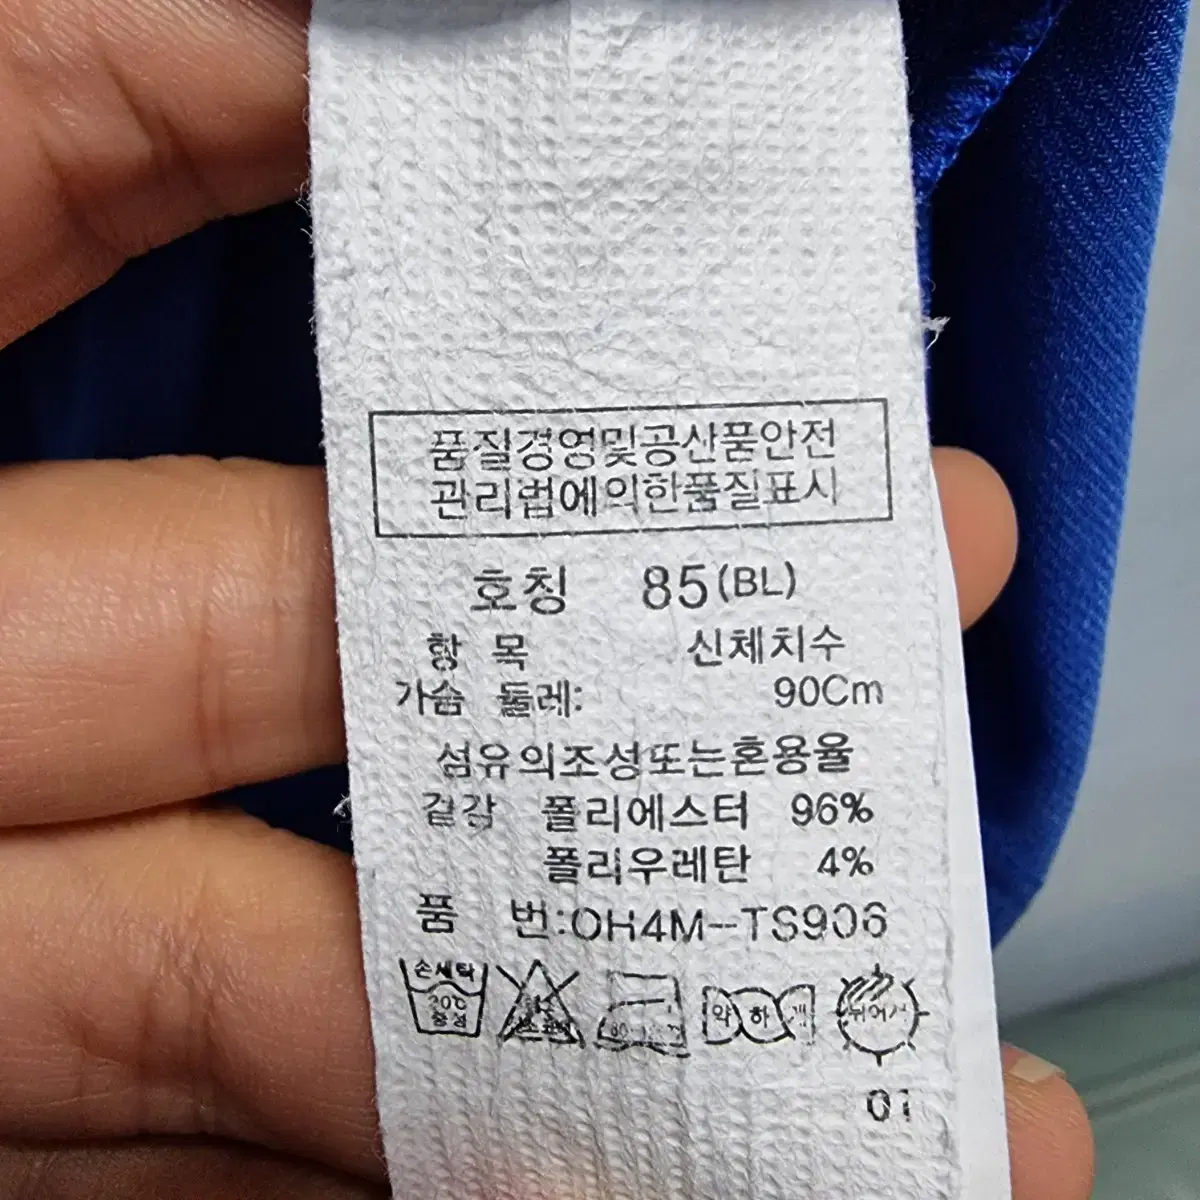 품질경영및공산품안전
관리법에의한품질표시
호칭 85(BL)
항 목 신체치수
가슴 둘레: 90Cm
섬유의조성또는혼용율
겉감 폴리에스터 96%
폴리우레탄 4%
품 번:OH4M-TS906
손세탁
30℃
중성
약하게
뉘어서
01